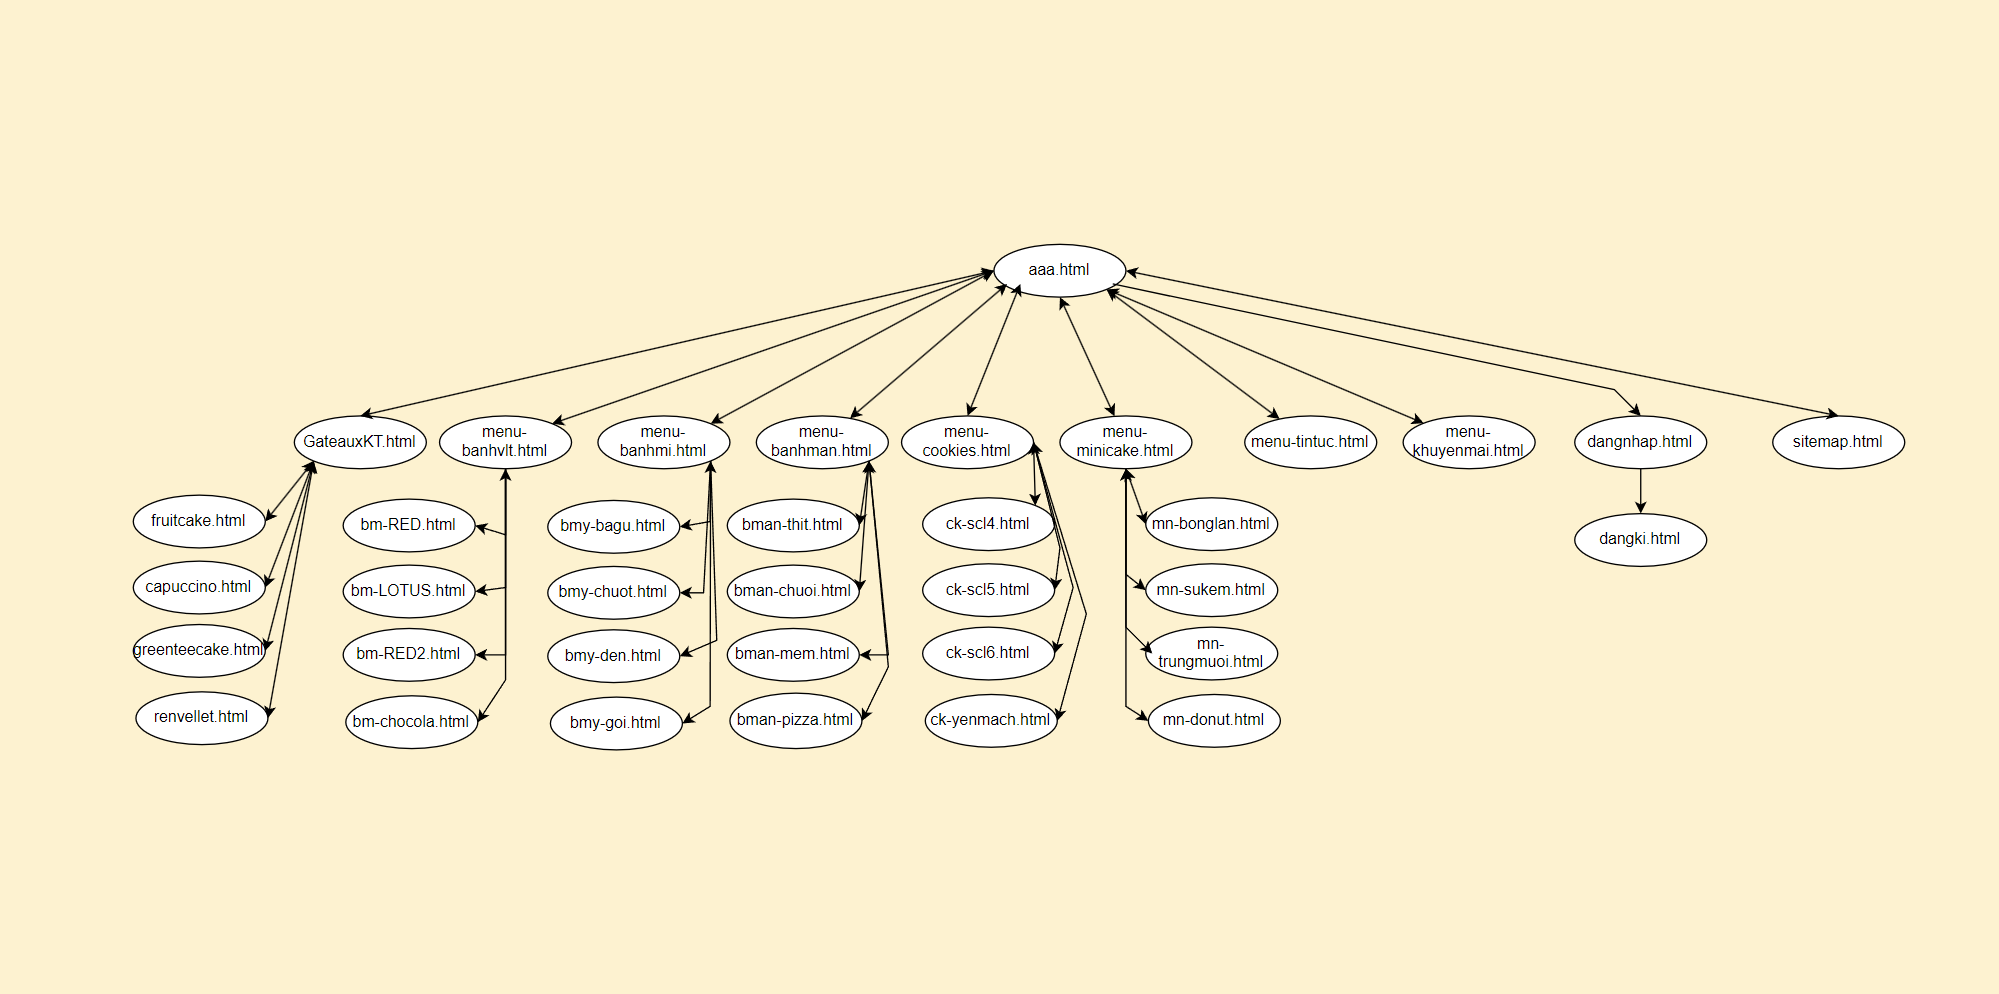 aaa.html
GateauxKT.html
menu-
banhvlt.html
menu-
banhmi.html
menu-
banhman.html
menu-
cookies.html
menu-
minicake.html
menu-tintuc.html
menu-
khuyenmai.html
dangnhap.html
sitemap.html
fruitcake.html
capuccino.html
greenteecake.html
renvellet.html
bm-RED.html
bm-LOTUS.html
bm-RED2.html
bm-chocola.html
bmy-bagu.html
bmy-chuot.html
bmy-den.html
bmy-goi.html
bman-thit.html
bman-chuoi.html
bman-mem.html
bman-pizza.html
ck-scl4.html
ck-scl5.html
ck-scl6.html
ck-yenmach.html
mn-bonglan.html
mn-sukem.html
mn-
trungmuoi.html
mn-donut.html
dangki.html